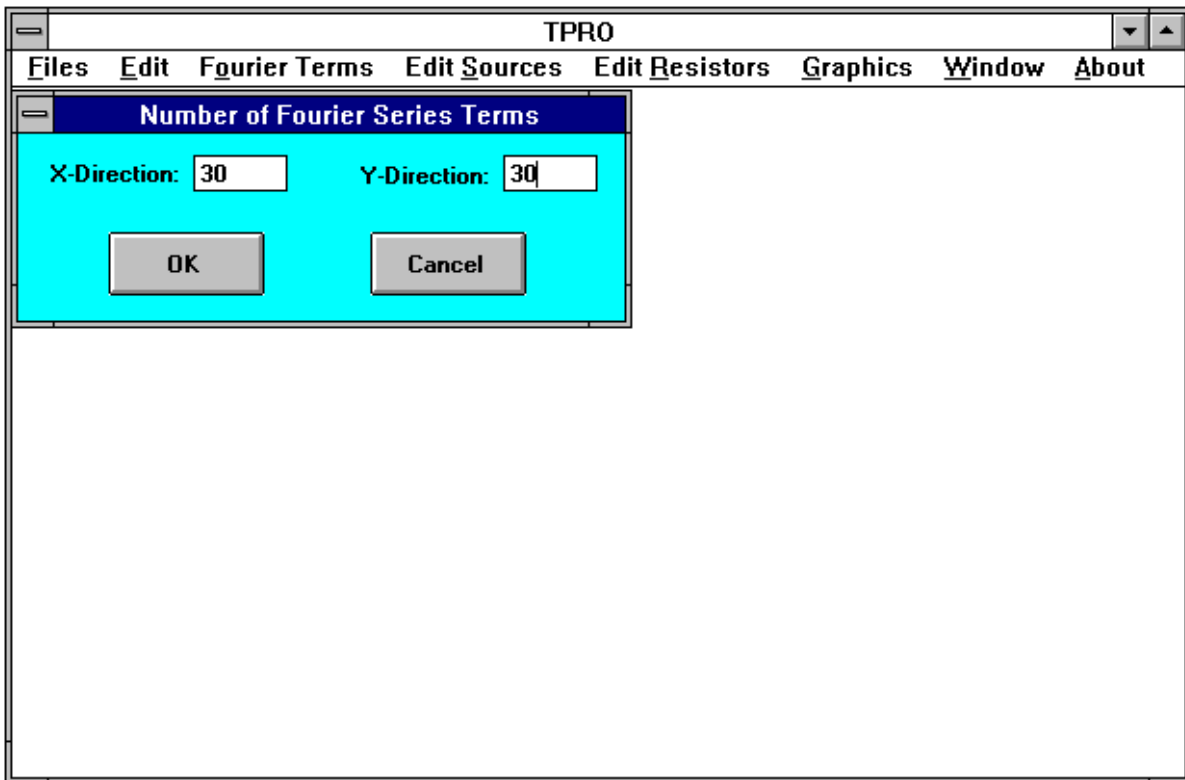 TPRO
Files Edit Fourier Terms Edit Sources Edit Resistors Graphics Window About
Number of Fourier Series Terms
X-Direction: 30 Y-Direction: 30
OK Cancel